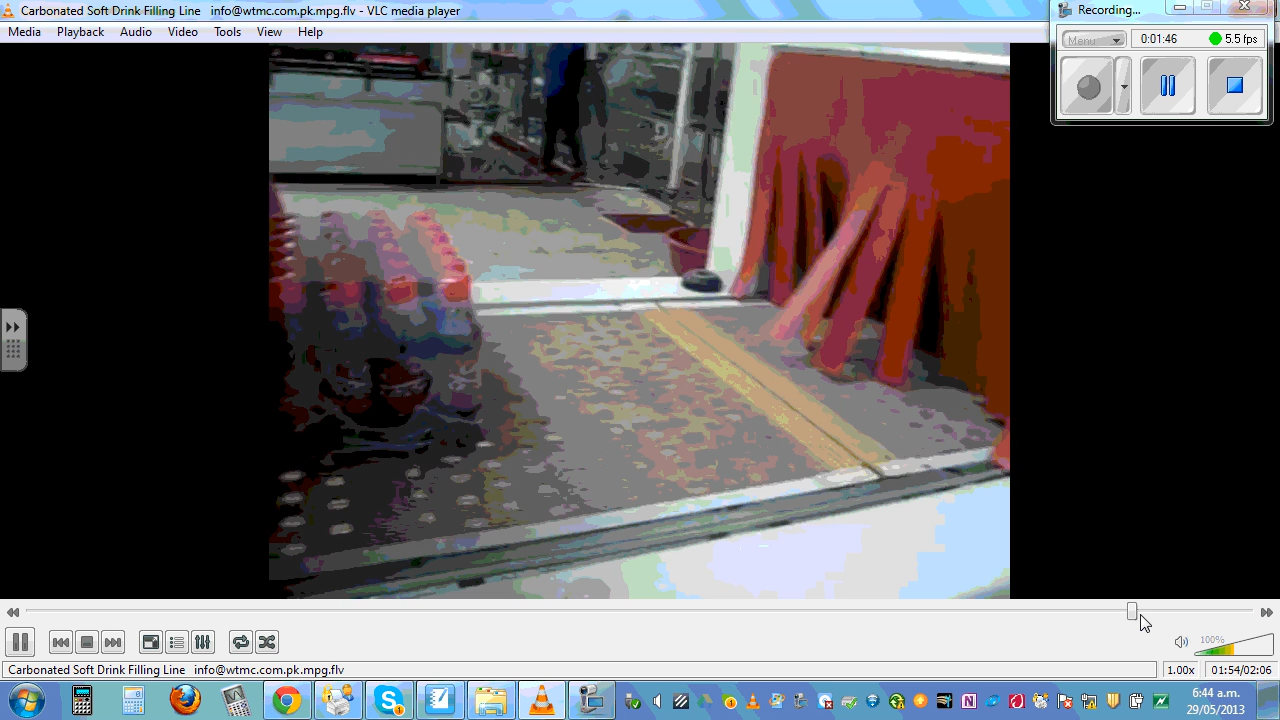 Carbonated Soft Drink Filling Line info@wtmc.com.pk.mpg.flv - VLC media player
Recording...
Media Playback Audio Video Tools View Help
Menu 0:01:46 5.5 fps
100%
Carbonated Soft Drink Filling Line info@wtmc.com.pk.mpg.flv 1.00x 01:54/02:06
6:44 a.m.
29/05/2013